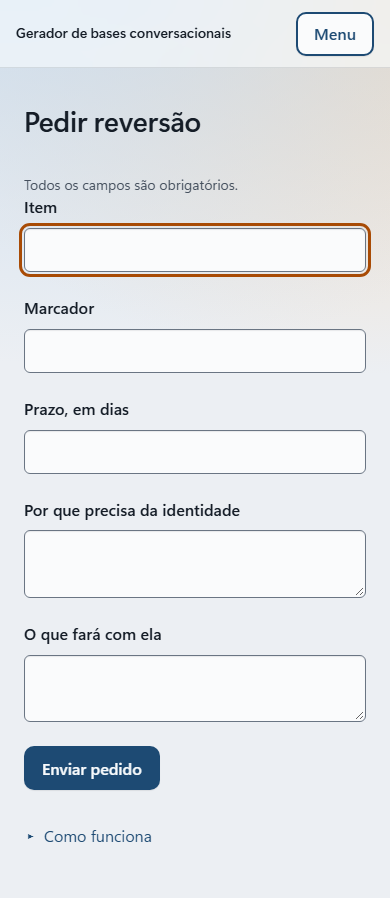 Gerador de bases conversacionais
Menu
Pedir reversão
Todos os campos são obrigatórios.
Item
Marcador
Prazo, em dias
Por que precisa da identidade
O que fará com ela
Enviar pedido
Como funciona